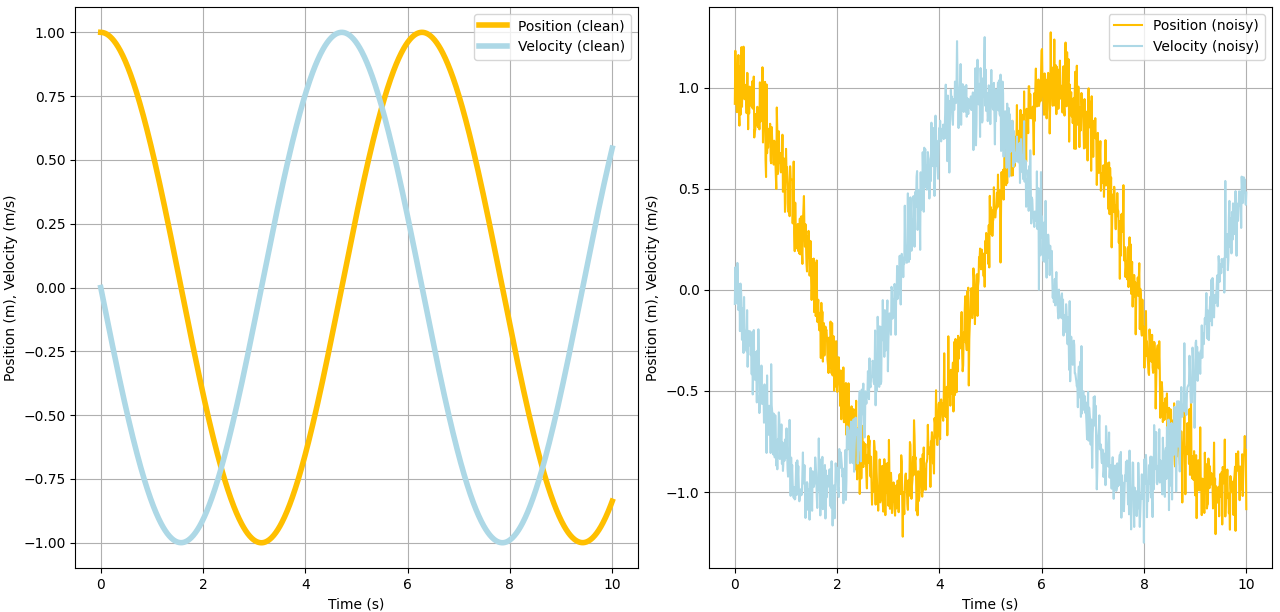 Position (clean)
Velocity (clean)
1.00
0.75
0.50
0.25
0.00
−0.25
−0.50
−0.75
−1.00
Position (m), Velocity (m/s)
0 2 4 6 8 10
Time (s)
Position (noisy)
Velocity (noisy)
1.0
0.5
0.0
−0.5
−1.0
Position (m), Velocity (m/s)
0 2 4 6 8 10
Time (s)